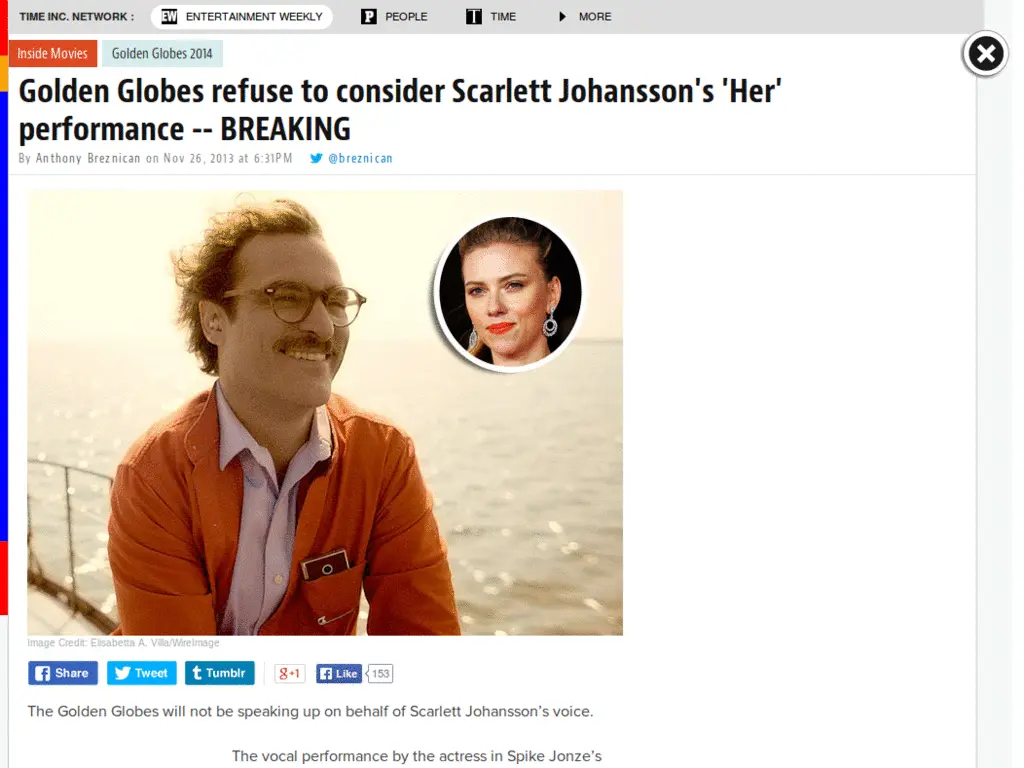 TIME INC. NETWORK :
EW ENTERTAINMENT WEEKLY
P PEOPLE
T TIME
MORE
Inside Movies
Golden Globes 2014
Golden Globes refuse to consider Scarlett Johansson's 'Her'
performance -- BREAKING
By Anthony Breznican on Nov 26, 2013 at 6:31PM
@breznican
Image Credit: Elisabetta A. Villa/WireImage
Share
Tweet
t Tumblr
g+1
Like
153
The Golden Globes will not be speaking up on behalf of Scarlett Johansson’s voice.
The vocal performance by the actress in Spike Jonze’s